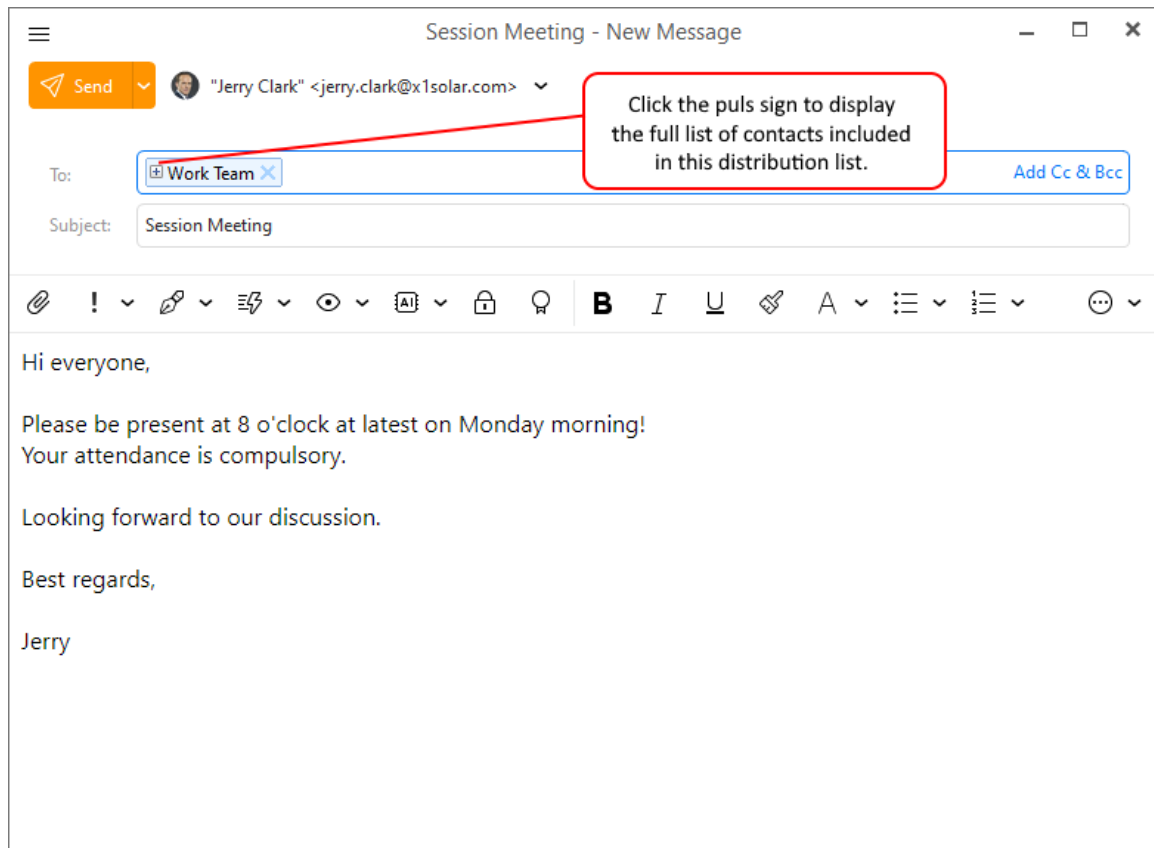 Session Meeting - New Message
Send
"Jerry Clark" <jerry.clark@x1solar.com>
Click the puls sign to display
the full list of contacts included
in this distribution list.
To:
Work Team
Add Cc & Bcc
Subject:
Session Meeting
! AI B I U A
Hi everyone,
Please be present at 8 o'clock at latest on Monday morning!
Your attendance is compulsory.
Looking forward to our discussion.
Best regards,
Jerry